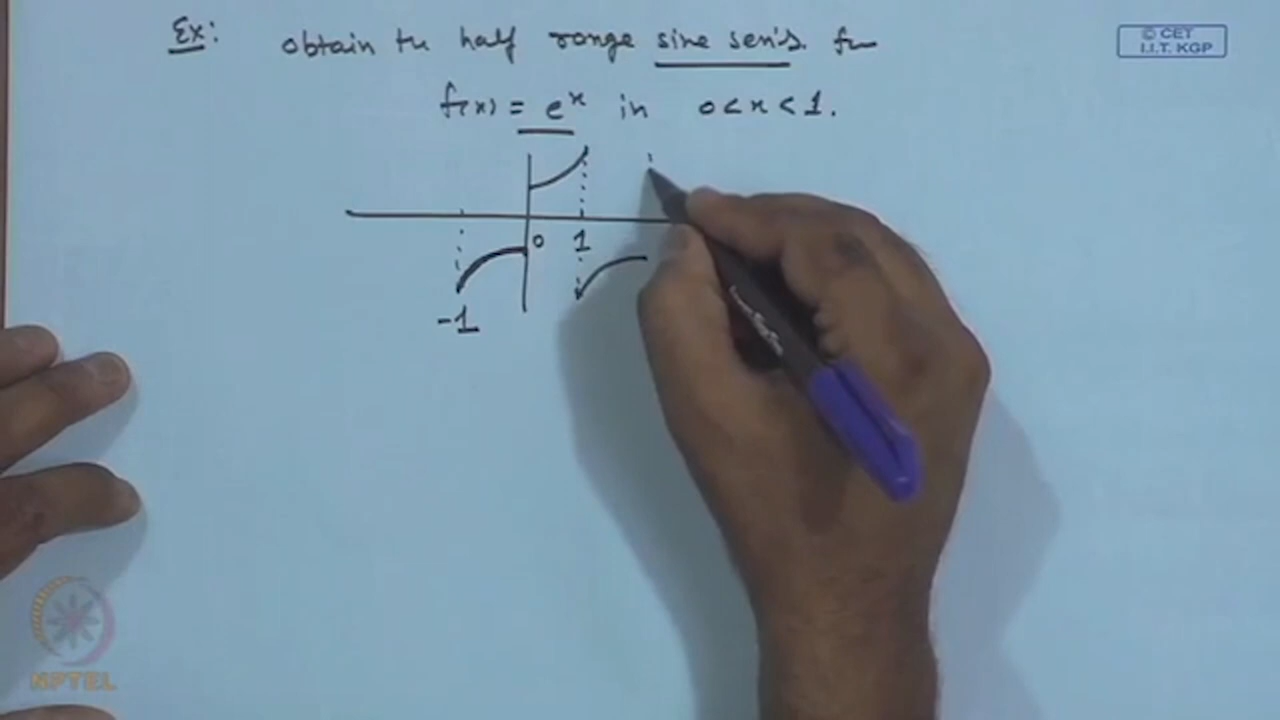 Ex: obtain the half range sine series for
© CET
I.I.T. KGP
f(x) = e^x in 0 < x < 1.
0 1
-1
NPTEL